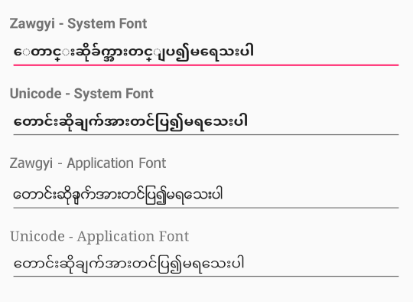 Zawgyi - System Font
ေတာင္းဆိုခ်က္အားတင္ျပ၍မရေသးပါ
Unicode - System Font
တောင်းဆိုချက်အားတင်ပြ၍မရသေးပါ
Zawgyi - Application Font
တောင်းဆိုချက်အားတင်ပြ၍မရသေးပါ
Unicode - Application Font
တောင်းဆိုချက်အားတင်ပြ၍မရသေးပါ